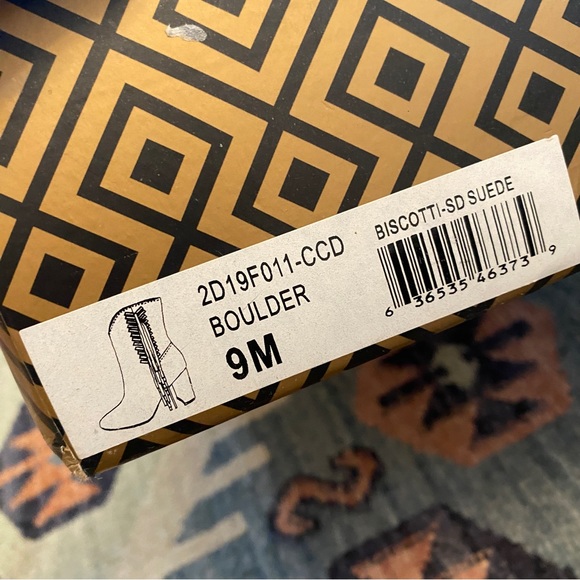 2D19F011-CCD
BOULDER
9M
BISCOTTI-SD SUEDE
6 36535 46373 9